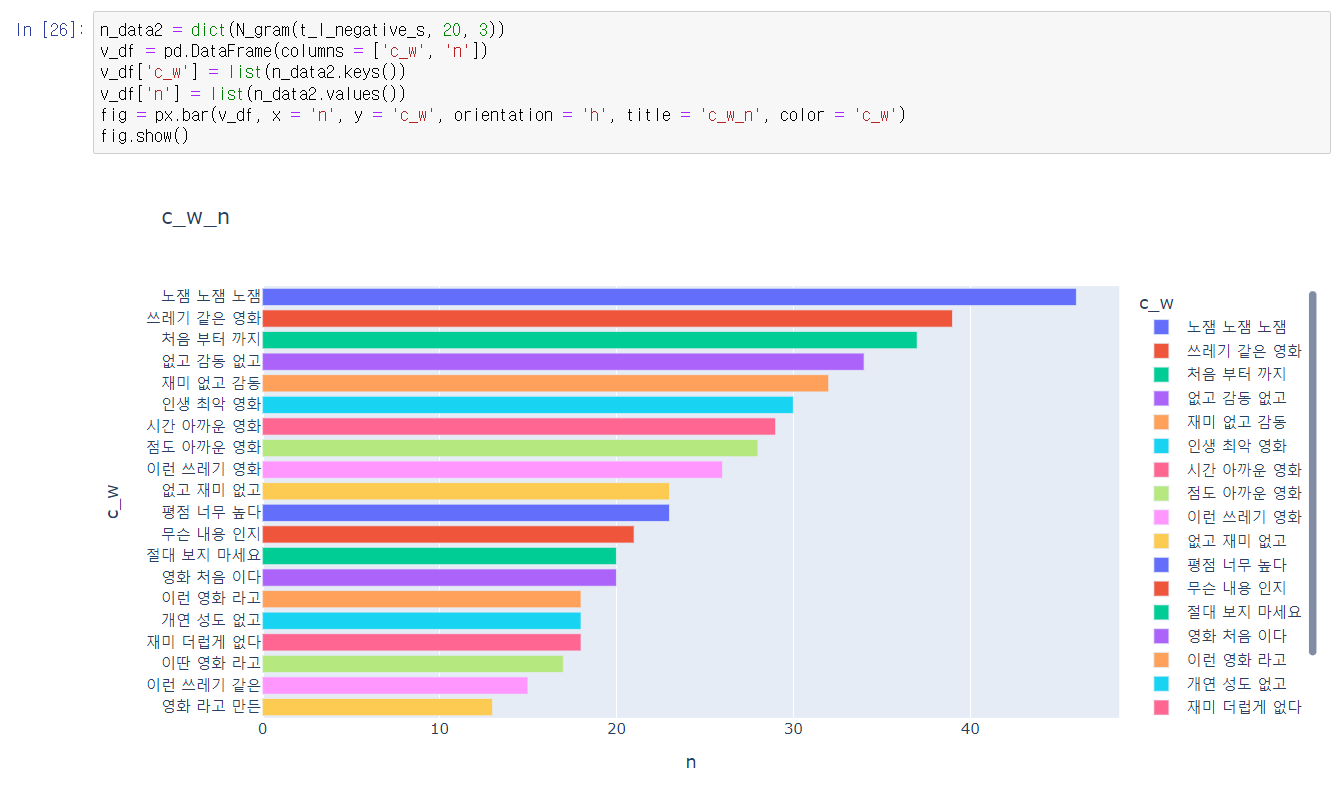 In [26]:
n_data2 = dict(N_gram(t_l_negative_s, 20, 3))
v_df = pd.DataFrame(columns = ['c_w', 'n'])
v_df['c_w'] = list(n_data2.keys())
v_df['n'] = list(n_data2.values())
fig = px.bar(v_df, x = 'n', y = 'c_w', orientation = 'h', title = 'c_w_n', color = 'c_w')
fig.show()
c_w_n
노잼 노잼 노잼
쓰레기 같은 영화
처음 부터 까지
없고 감동 없고
재미 없고 감동
인생 최악 영화
시간 아까운 영화
점도 아까운 영화
이런 쓰레기 영화
없고 재미 없고
평점 너무 높다
무슨 내용 인지
절대 보지 마세요
영화 처음 이다
이런 영화 라고
개연 성도 없고
재미 더럽게 없다
이딴 영화 라고
이런 쓰레기 같은
영화 라고 만든
c_w
0 10 20 30 40
n
c_w
노잼 노잼 노잼
쓰레기 같은 영화
처음 부터 까지
없고 감동 없고
재미 없고 감동
인생 최악 영화
시간 아까운 영화
점도 아까운 영화
이런 쓰레기 영화
없고 재미 없고
평점 너무 높다
무슨 내용 인지
절대 보지 마세요
영화 처음 이다
이런 영화 라고
개연 성도 없고
재미 더럽게 없다